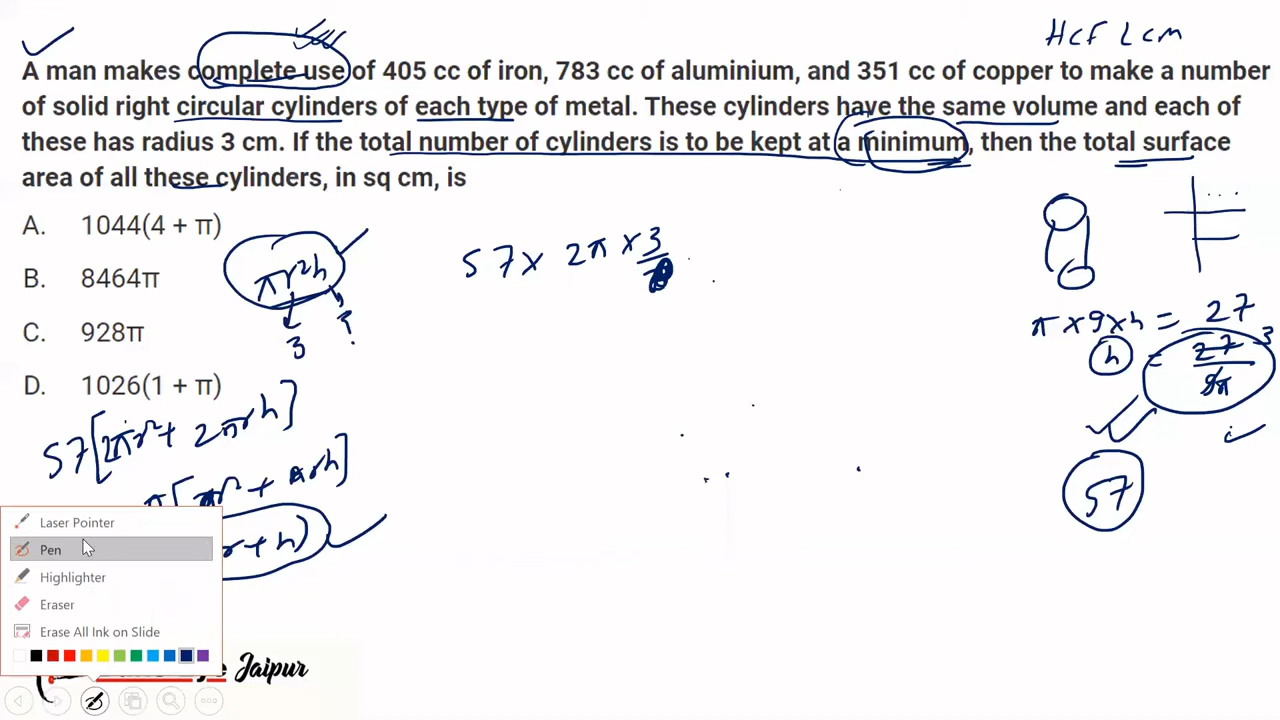 HCF LCM
A man makes complete use of 405 cc of iron, 783 cc of aluminium, and 351 cc of copper to make a number
of solid right circular cylinders of each type of metal. These cylinders have the same volume and each of
these has radius 3 cm. If the total number of cylinders is to be kept at a minimum, then the total surface
area of all these cylinders, in sq cm, is
A. 1044(4 + π)
B. 8464π
C. 928π
D. 1026(1 + π)
πr²h
3 ?
57 × 2π × 3
π × 9 × h = 27
h = 27 3
9π
57
57[2πr² + 2πrh]
[πr² + πrh]
r + h)
Laser Pointer
Pen
Highlighter
Eraser
Erase All Ink on Slide
Jaipur